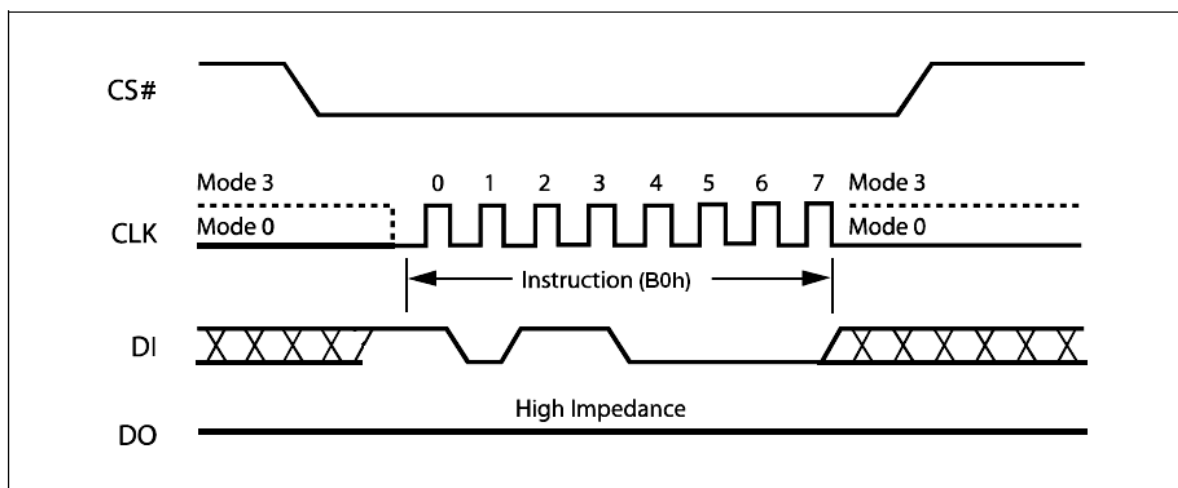 CS#
Mode 3 0 1 2 3 4 5 6 7 Mode 3
CLK Mode 0 Mode 0
Instruction (B0h)
DI
High Impedance
DO